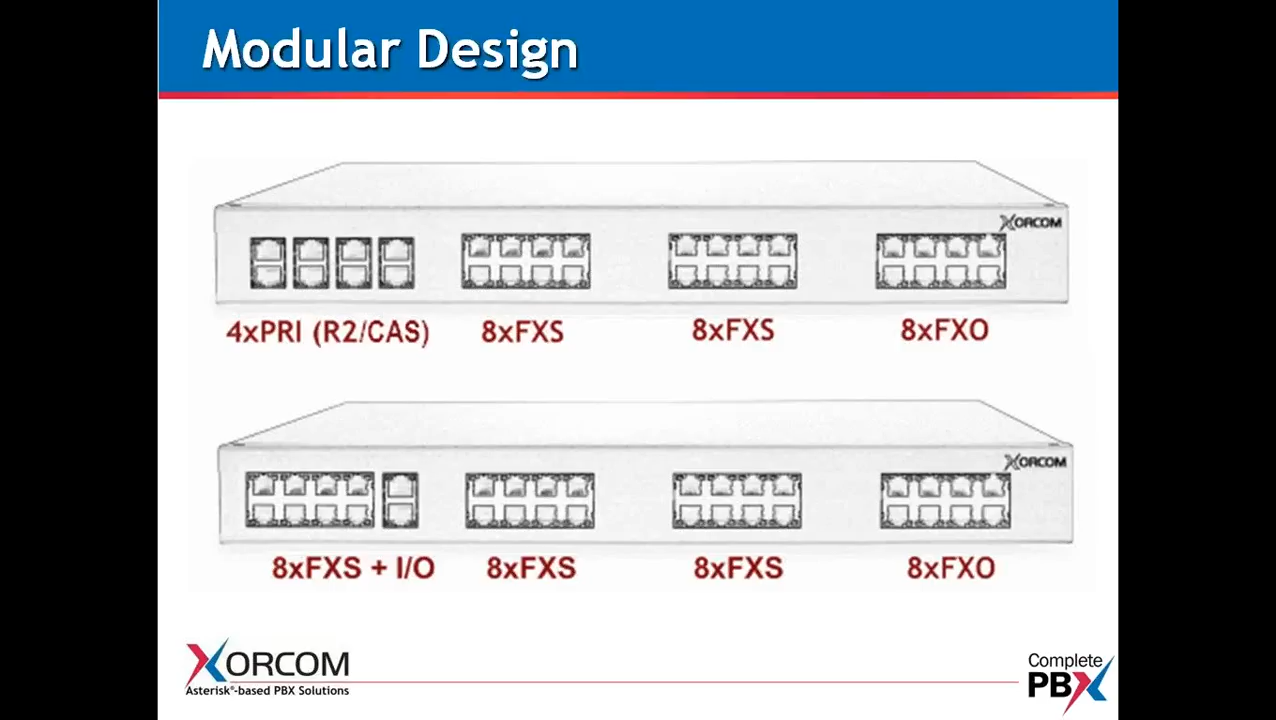 Modular Design
XORCOM
4xPRI (R2/CAS)
8xFXS
8xFXS
8xFXO
XORCOM
8xFXS + I/O
8xFXS
8xFXS
8xFXO
XORCOM
Asterisk®-based PBX Solutions
Complete
PBX